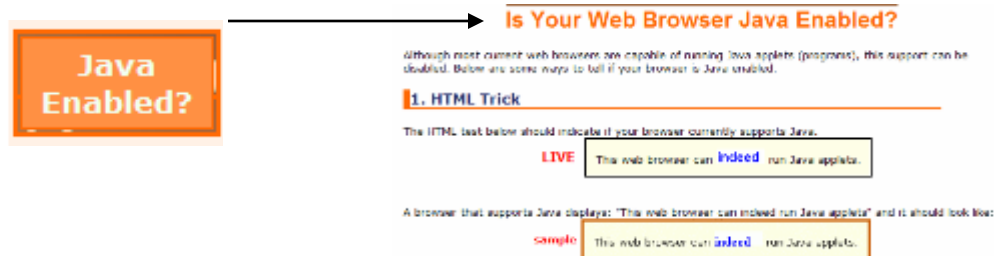 Java
Enabled?
Is Your Web Browser Java Enabled?
Although most current web browsers are capable of running Java applets (programs), this support can be
disabled. Below are some ways to tell if your browser is Java enabled.
1. HTML Trick
The HTML test below should indicate if your browser currently supports Java.
LIVE This web browser can indeed run Java applets.
A browser that supports Java displays: "This web browser can indeed run Java applets" and it should look like:
sample This web browser can indeed run Java applets.